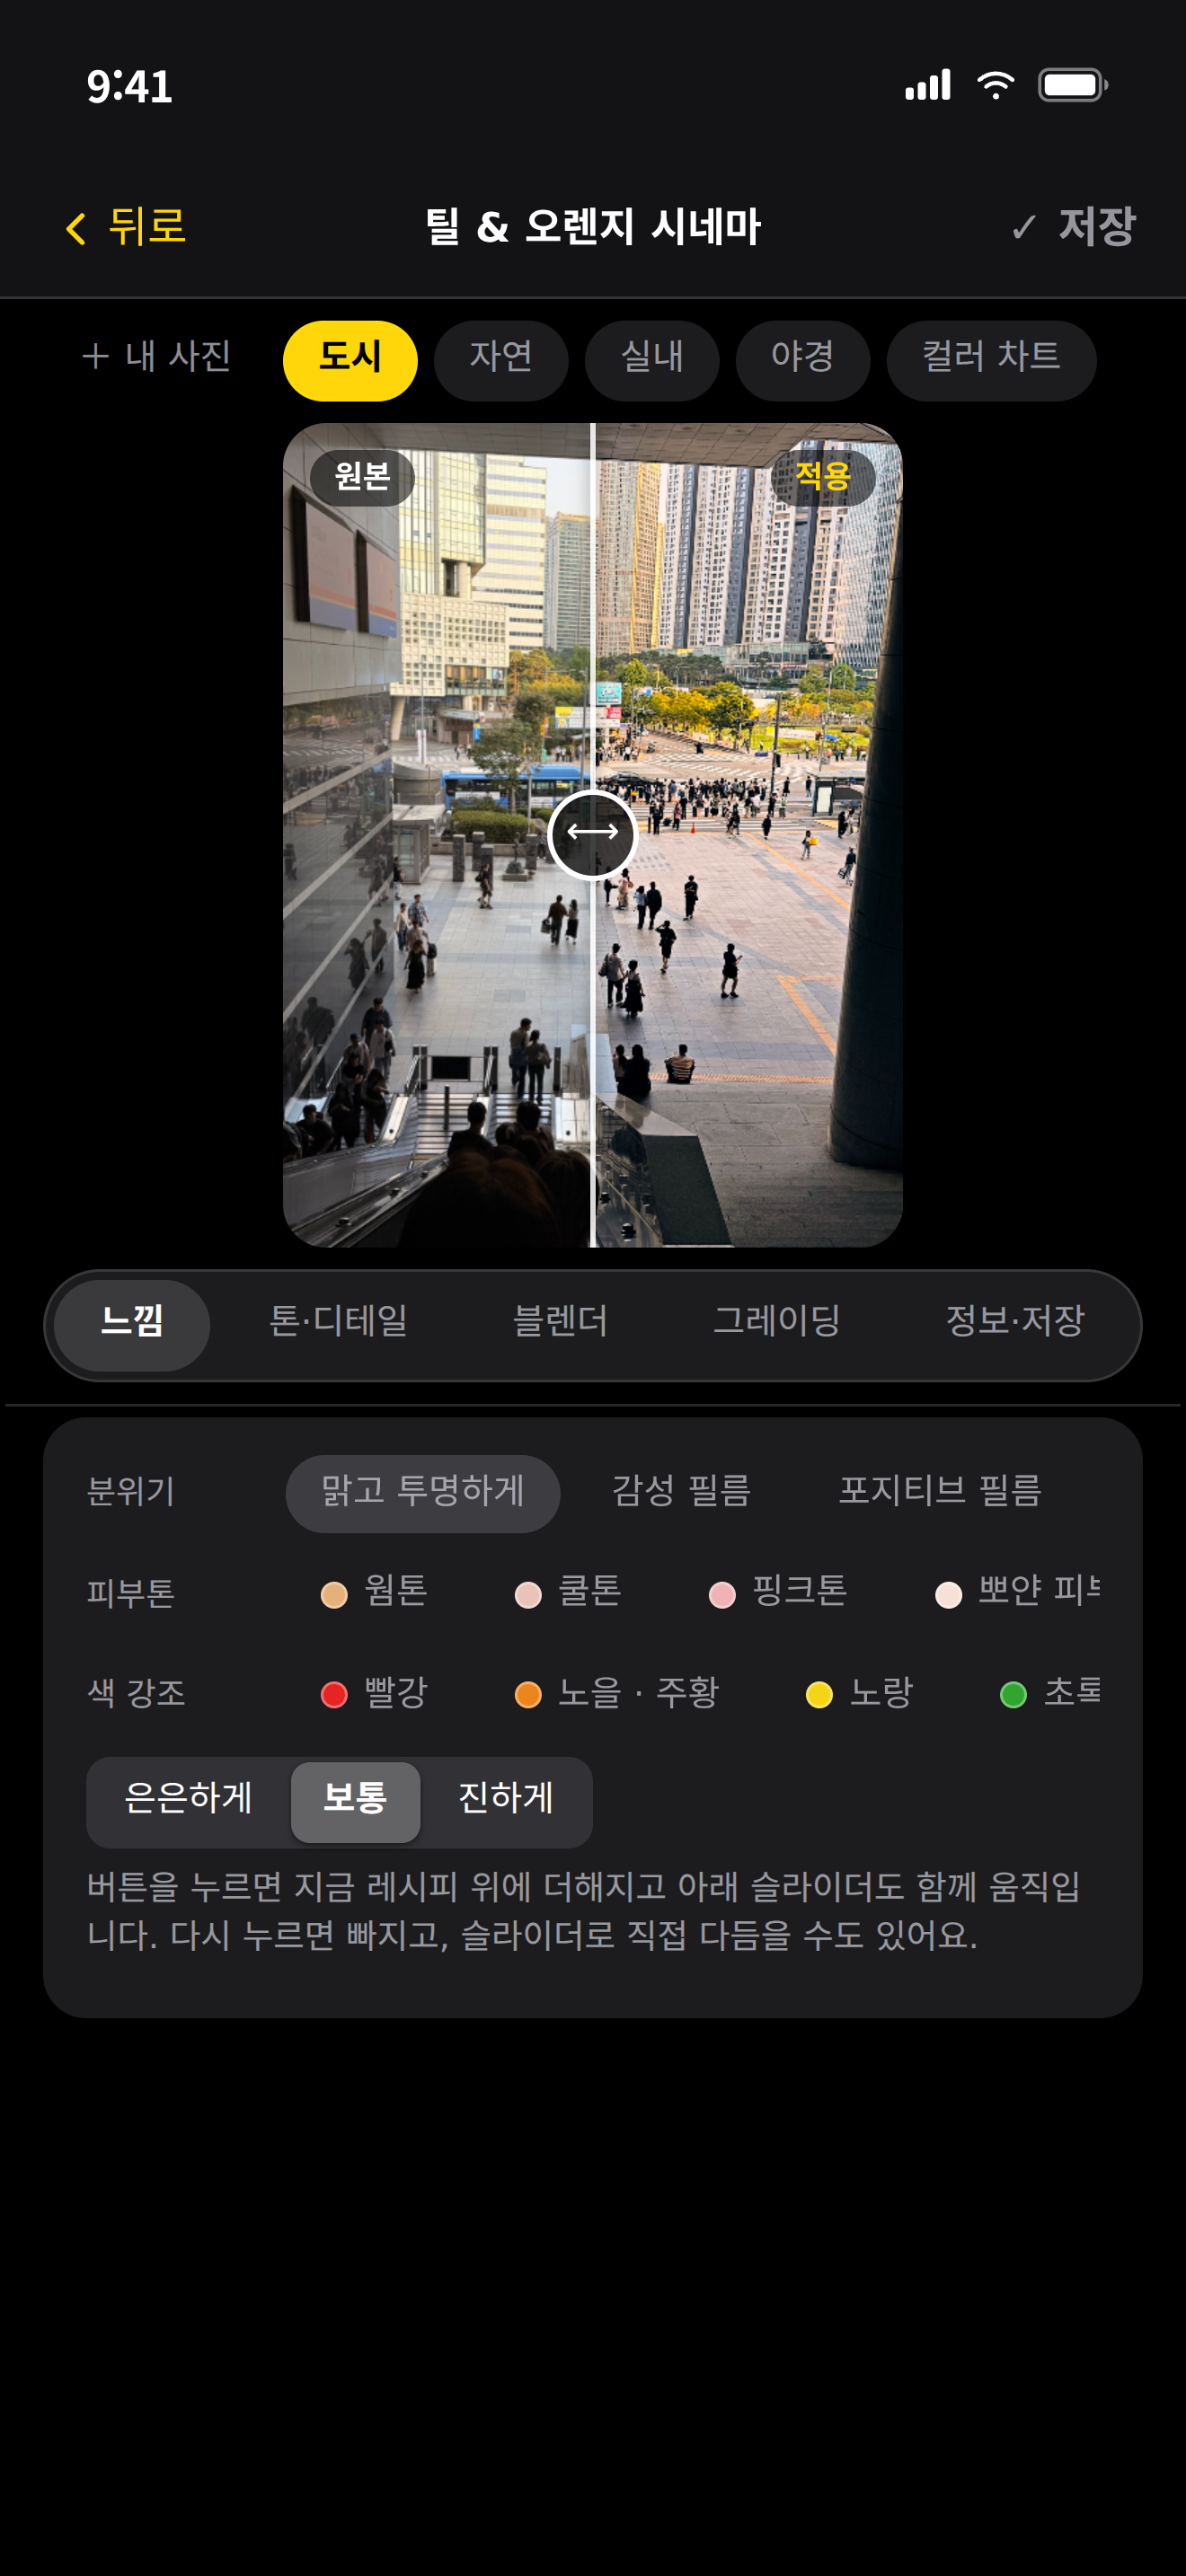 9:41
뒤로
틸 & 오렌지 시네마
✓ 저장
+ 내 사진
도시
자연
실내
야경
컬러 차트
원본
적용
느낌
톤·디테일
블렌더
그레이딩
정보·저장
분위기
맑고 투명하게
감성 필름
포지티브 필름
피부톤
웜톤
쿨톤
핑크톤
뽀얀
색 강조
빨강
노을 · 주황
노랑
은은하게
보통
진하게
버튼을 누르면 지금 레시피 위에 더해지고 아래 슬라이더도 함께 움직입
니다. 다시 누르면 빠지고, 슬라이더로 직접 다듬을 수도 있어요.